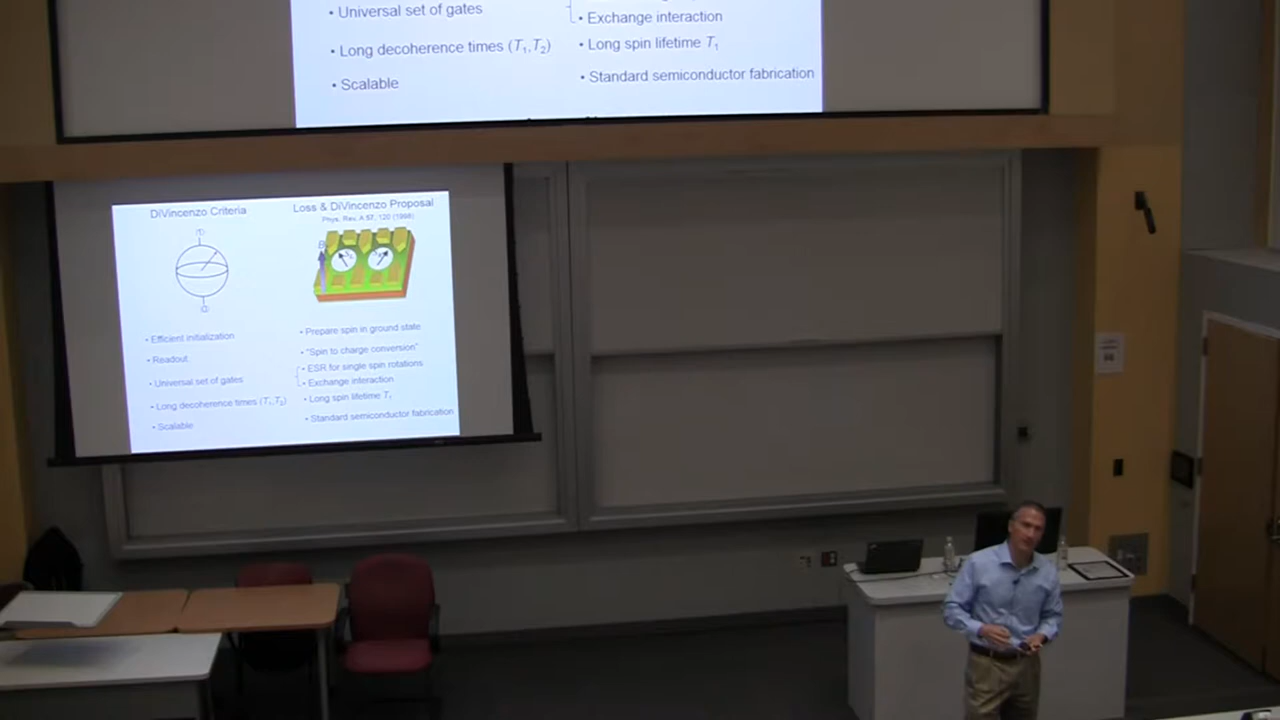 • Universal set of gates
• Exchange interaction
• Long decoherence times (T₁,T₂)
• Long spin lifetime T₁
• Scalable
• Standard semiconductor fabrication
DiVincenzo Criteria
Loss & DiVincenzo Proposal
Phys. Rev. A 57, 120 (1998)
B
• Efficient initialization
• Readout
• Universal set of gates
• Long decoherence times (T₁,T₂)
• Scalable
• Prepare spin in ground state
• "Spin to charge conversion"
• ESR for single spin rotations
• Exchange interaction
• Long spin lifetime T₁
• Standard semiconductor fabrication